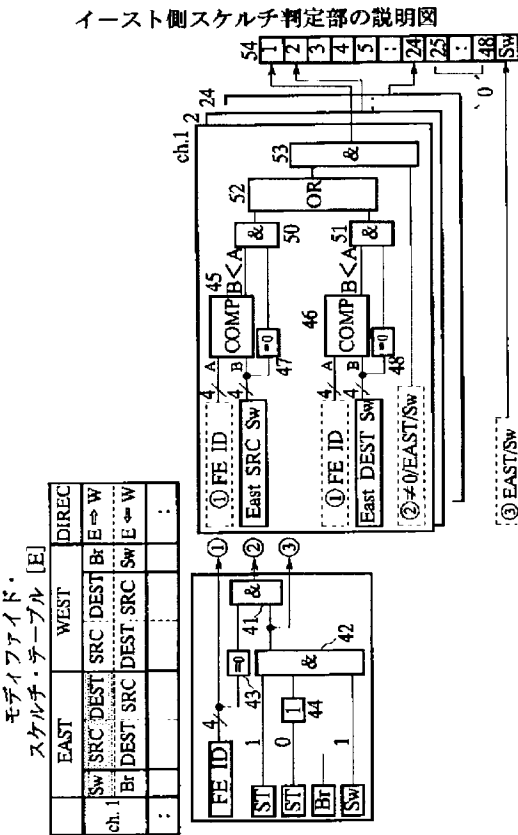 イースト側スケルチ判定部の説明図
54
1
2
3
4
5
:
24
25
:
48
Sw
'0'
24
2
ch.1
53
&
52
OR
&
50
&
51
45
B<A
COMP
A
B
4
4
=0
47
① FE ID
East SRC Sw
46
B<A
COMP
A
B
4
4
=0
48
① FE ID
East DEST Sw
②≠0/EAST/Sw
③EAST/Sw
モディファイド・
スケルチ・テーブル [E]
EAST WEST DIREC
ch. 1 Sw SRC DEST SRC DEST Br E⇒W
Br DEST SRC DEST SRC Sw E⇐W
: :
①
②
③
&
41
=0
43
&
42
4
1
44
1
0
1
FE ID
ST
ST
Br
Sw